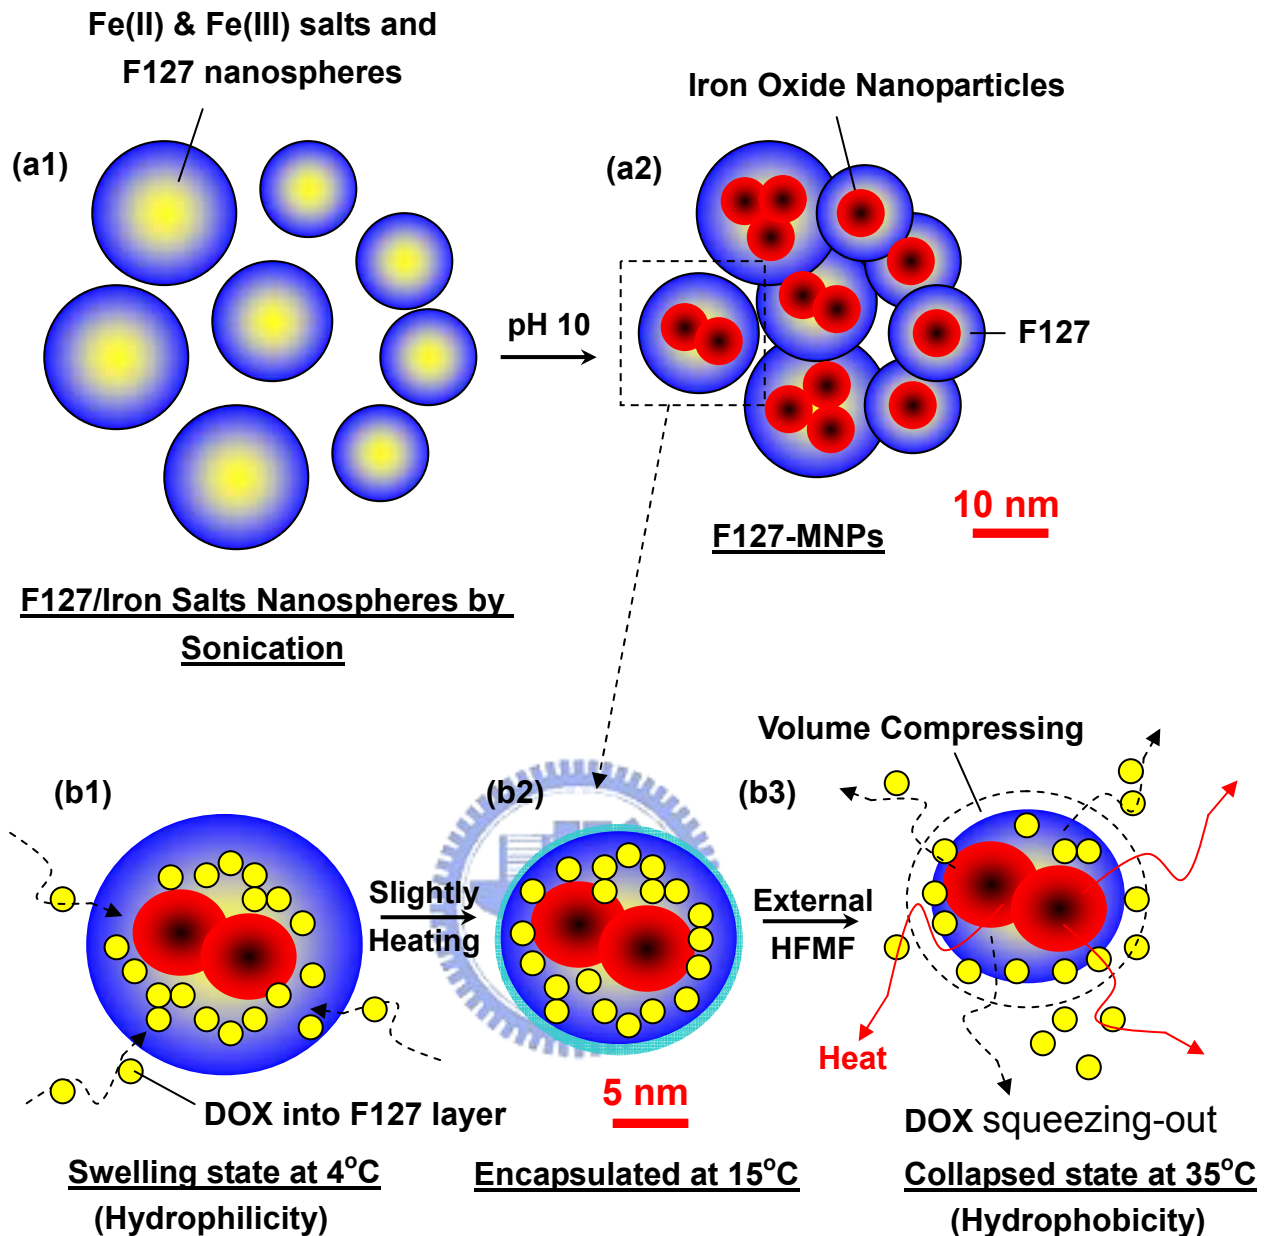 Fe(II) & Fe(III) salts and
F127 nanospheres
Iron Oxide Nanoparticles
(a1)
(a2)
pH 10
F127
10 nm
F127-MNPs
F127/Iron Salts Nanospheres by
Sonication
Volume Compressing
(b1)
(b2)
(b3)
Slightly
Heating
External
HFMF
Heat
5 nm
DOX into F127 layer
DOX squeezing-out
Swelling state at 4°C
(Hydrophilicity)
Encapsulated at 15°C
Collapsed state at 35°C
(Hydrophobicity)